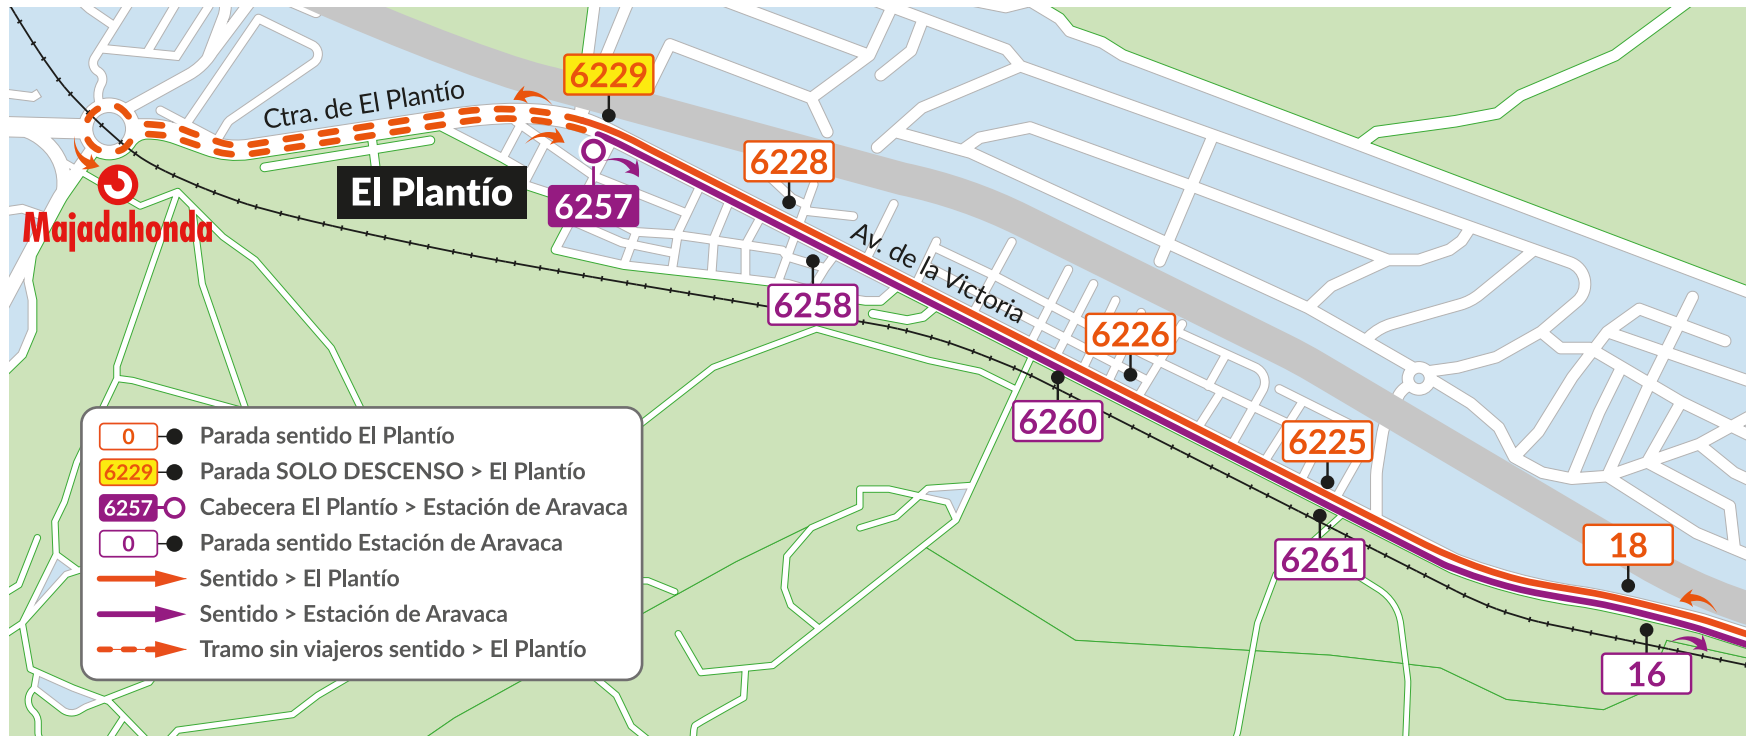 6229
Ctra. de El Plantío
6228
El Plantío
6257
Majadahonda
Av. de la Victoria
6258
6226
6260
6225
6261
18
16
0 Parada sentido El Plantío
6229 Parada SOLO DESCENSO > El Plantío
6257 Cabecera El Plantío > Estación de Aravaca
0 Parada sentido Estación de Aravaca
Sentido > El Plantío
Sentido > Estación de Aravaca
Tramo sin viajeros sentido > El Plantío